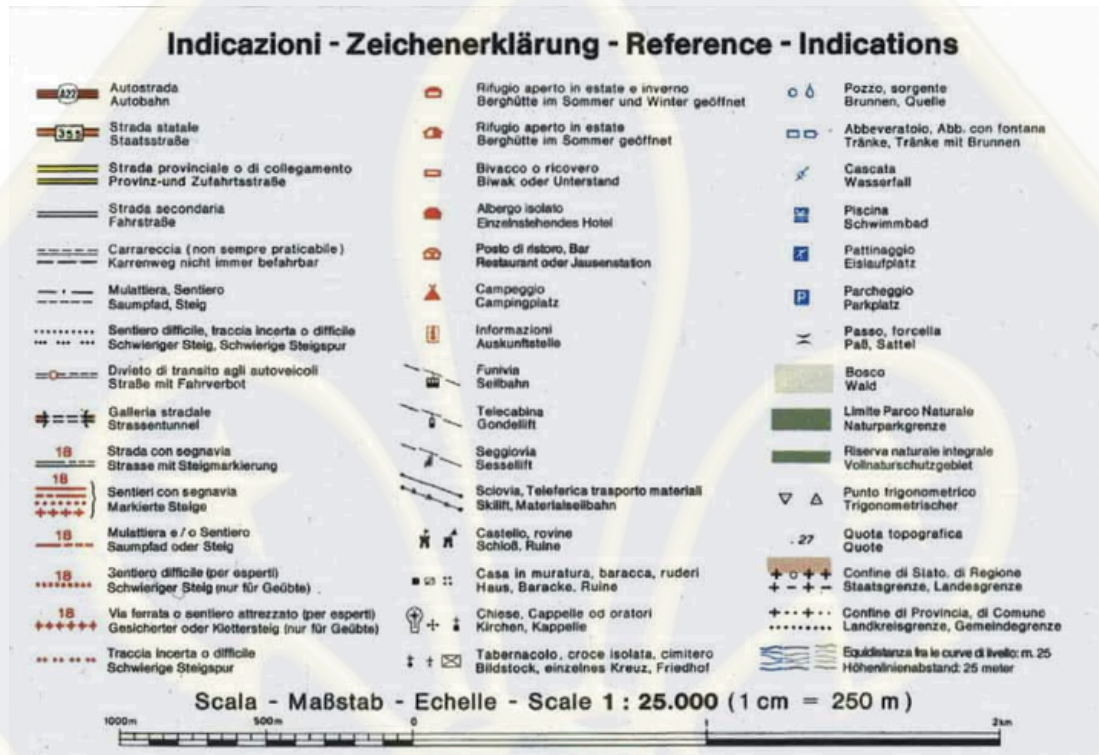 Indicazioni - Zeichenerklärung - Reference - Indications
A22
Autostrada
Autobahn
355
Strada statale
Staatsstraße
Strada provinciale o di collegamento
Provinz-und Zufahrtsstraße
Strada secondaria
Fahrstraße
Carrareccia (non sempre praticabile)
Karrenweg nicht immer befahrbar
Mulattiera, Sentiero
Saumpfad, Steig
Sentiero difficile, traccia incerta o difficile
Schwieriger Steig, Schwierige Steigspur
Divieto di transito agli autoveicoli
Straße mit Fahrverbot
Galleria stradale
Strassentunnel
18
Strada con segnavia
Strasse mit Steigmarkierung
18
Sentieri con segnavia
Markierte Steige
18
Mulattiera e / o Sentiero
Saumpfad oder Steig
18
Sentiero difficile (per esperti)
Schwieriger Steig (nur für Geübte)
18
Via ferrata o sentiero attrezzato (per esperti)
Gesicherter oder Klettersteig (nur für Geübte)
Traccia incerta o difficile
Schwierige Steigspur
Rifugio aperto in estate e inverno
Berghütte im Sommer und Winter geöffnet
Rifugio aperto in estate
Berghütte im Sommer geöffnet
Bivacco o ricovero
Biwak oder Unterstand
Albergo isolato
Einzelnstehendes Hotel
Posto di ristoro, Bar
Restaurant oder Jausenstation
Campeggio
Campingplatz
Informazioni
Auskunftstelle
Funivia
Seilbahn
Telecabina
Gondellift
Seggiovia
Sessellift
Sciovia, Teleferica trasporto materiali
Skilift, Materialseilbahn
Castello, rovine
Schloß, Ruine
Casa in muratura, baracca, ruderi
Haus, Baracke, Ruine
Chiese, Cappelle od oratori
Kirchen, Kappelle
Tabernacolo, croce isolata, cimitero
Bildstock, einzelnes Kreuz, Friedhof
Pozzo, sorgente
Brunnen, Quelle
Abbeveratoio, Abb. con fontana
Tränke, Tränke mit Brunnen
Cascata
Wasserfall
Piscina
Schwimmbad
Pattinaggio
Eislaufplatz
P
Parcheggio
Parkplatz
Passo, forcella
Paß, Sattel
Bosco
Wald
Limite Parco Naturale
Naturparkgrenze
Riserva naturale integrale
Vollnaturschutzgebiet
Punto trigonometrico
Trigonometrischer
. 27
Quota topografica
Quote
Confine di Stato, di Regione
Staatsgrenze, Landesgrenze
Confine di Provincia, di Comune
Landkreisgrenze, Gemeindegrenze
Equidistanza fra le curve di livello: m. 25
Höhenlinienabstand: 25 meter
Scala - Maßstab - Echelle - Scale 1 : 25.000 (1 cm = 250 m)
1000m 500m 0 1 2km